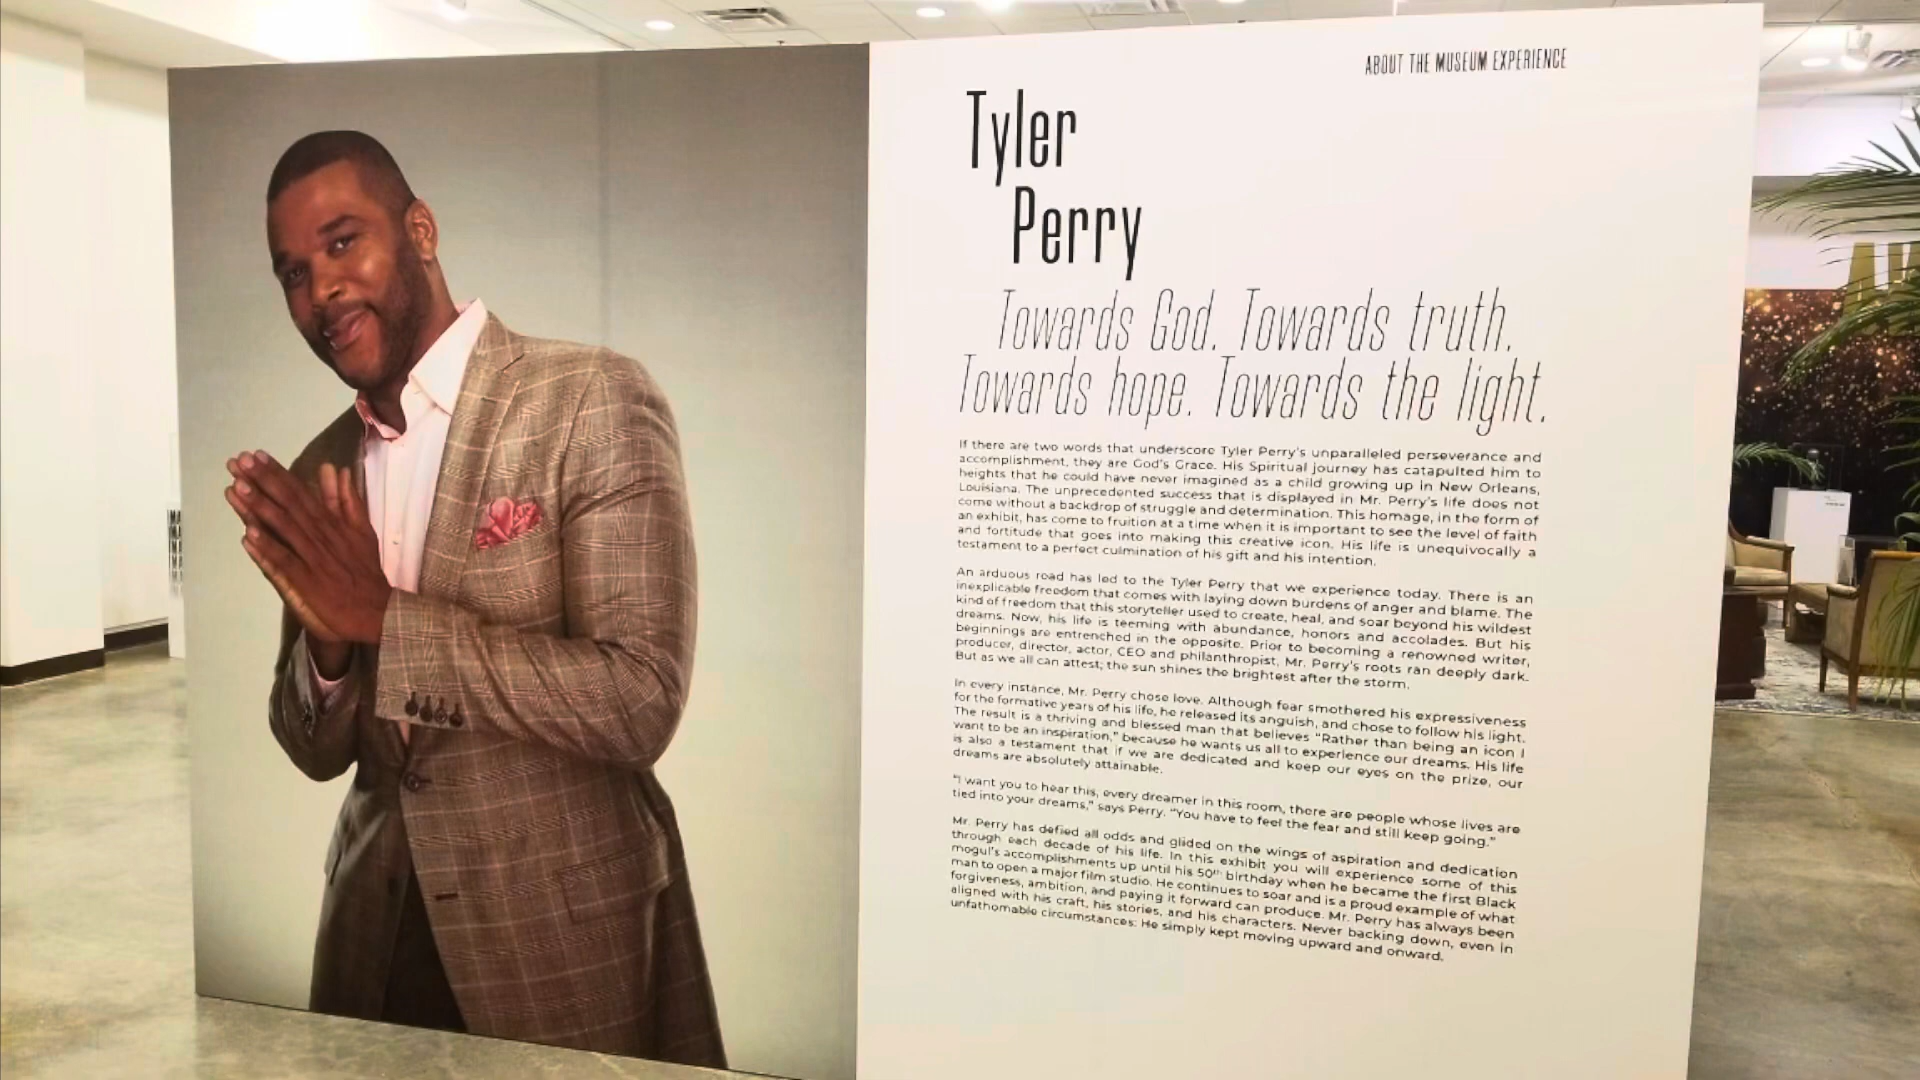 ABOUT THE MUSEUM EXPERIENCE
Tyler
Perry
Towards God. Towards truth.
Towards hope. Towards the light.
If there are two words that underscore Tyler Perry's unparalleled perseverance and
accomplishment, they are God's Grace. His Spiritual journey has catapulted him to
heights that he could have never imagined as a child growing up in New Orleans,
Louisiana. The unprecedented success that is displayed in Mr. Perry's life does not
come without a backdrop of struggle and determination. This homage, in the form of
an exhibit, has come to fruition at a time when it is important to see the level of faith
and fortitude that goes into making this creative icon. His life is unequivocally a
testament to a perfect culmination of his gift and his intention.
An arduous road has led to the Tyler Perry that we experience today. There is an
inexplicable freedom that comes with laying down burdens of anger and blame. The
kind of freedom that this storyteller used to create, heal, and soar beyond his wildest
dreams. Now, his life is teeming with abundance, honors and accolades. But his
beginnings are entrenched in the opposite. Prior to becoming a renowned writer,
producer, director, actor, CEO and philanthropist, Mr. Perry's roots ran deeply dark.
But as we all can attest; the sun shines the brightest after the storm.
In every instance, Mr. Perry chose love. Although fear smothered his expressiveness
for the formative years of his life, he released its anguish, and chose to follow his light.
The result is a thriving and blessed man that believes "Rather than being an icon I
want to be an inspiration," because he wants us all to experience our dreams. His life
is also a testament that if we are dedicated and keep our eyes on the prize, our
dreams are absolutely attainable.
"I want you to hear this, every dreamer in this room, there are people whose lives are
tied into your dreams," says Perry. "You have to feel the fear and still keep going."
Mr. Perry has defied all odds and glided on the wings of aspiration and dedication
through each decade of his life. In this exhibit you will experience some of this
mogul's accomplishments up until his 50th birthday when he became the first Black
man to open a major film studio. He continues to soar and is a proud example of what
forgiveness, ambition, and paying it forward can produce. Mr. Perry has always been
aligned with his craft, his stories, and his characters. Never backing down, even in
unfathomable circumstances: He simply kept moving upward and onward.